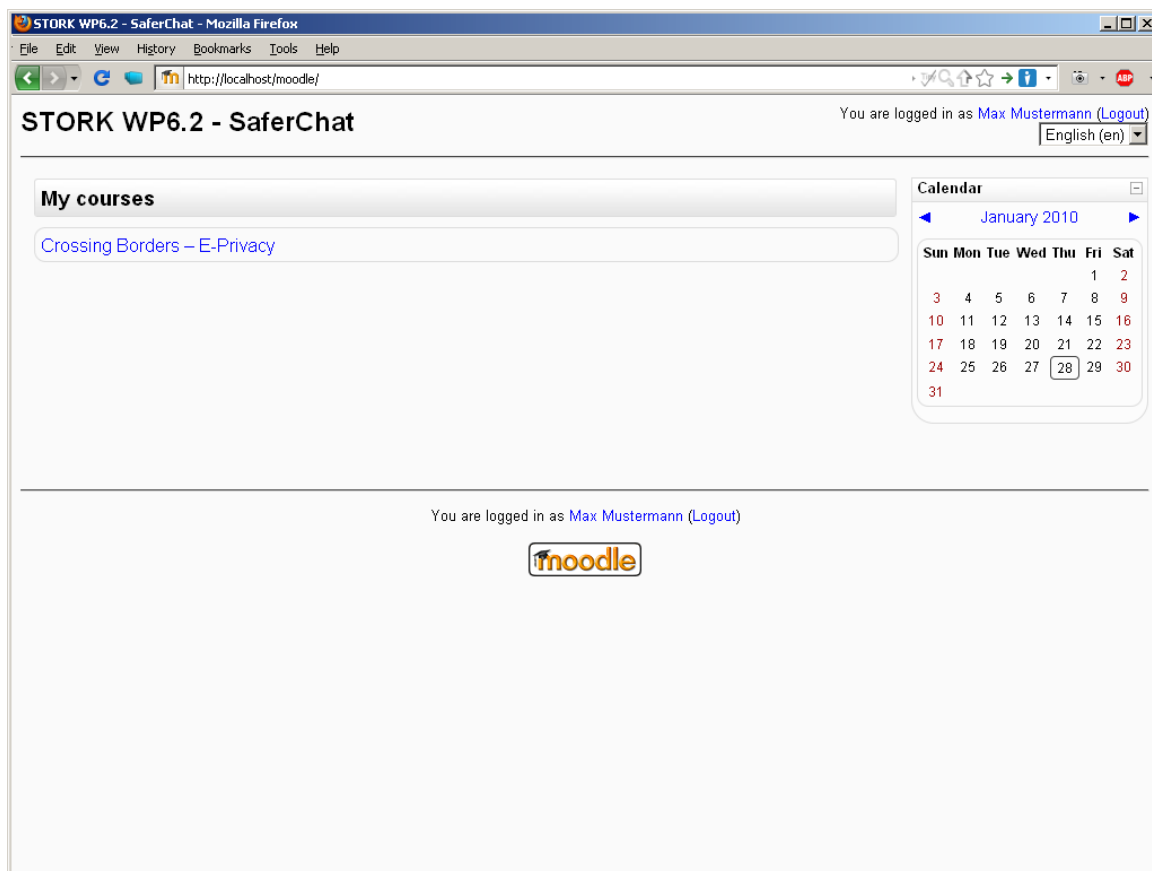 STORK WP6.2 - SaferChat - Mozilla Firefox
File Edit View History Bookmarks Tools Help
http://localhost/moodle/
ABP
STORK WP6.2 - SaferChat
You are logged in as Max Mustermann (Logout)
English (en)
My courses
Crossing Borders – E-Privacy
Calendar
January 2010
Sun Mon Tue Wed Thu Fri Sat
1 2
3 4 5 6 7 8 9
10 11 12 13 14 15 16
17 18 19 20 21 22 23
24 25 26 27 28 29 30
31
You are logged in as Max Mustermann (Logout)
moodle